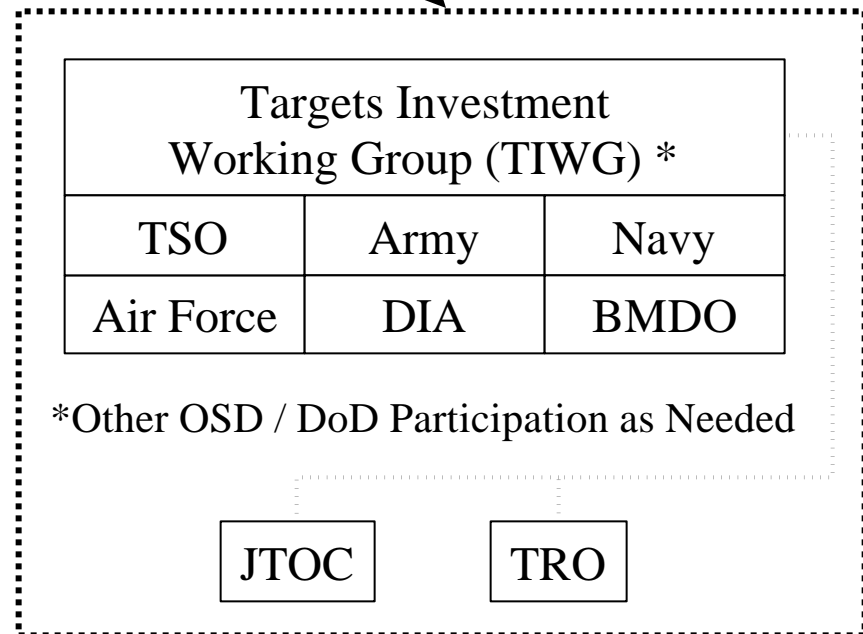 Targets Investment
Working Group (TIWG) *
TSO Army Navy
Air Force DIA BMDO
*Other OSD / DoD Participation as Needed
JTOC TRO